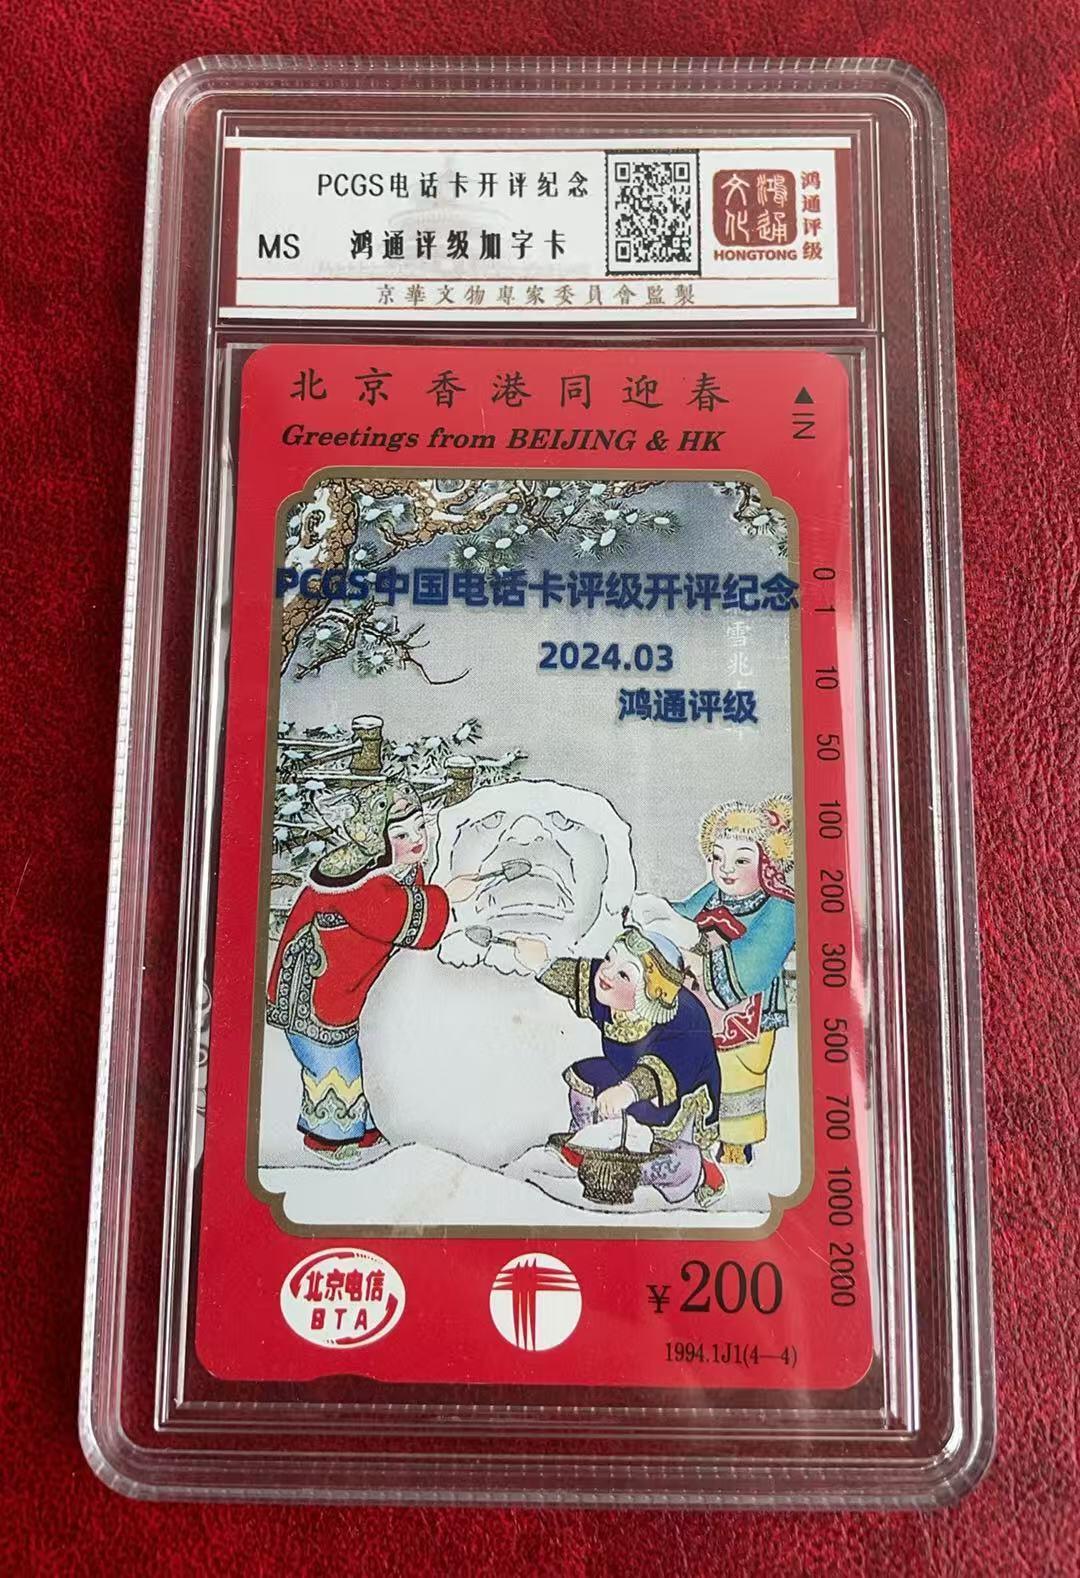 PCGS电话卡开评纪念
MS 鸿通评级加字卡
鸿通文化
HONGTONG
鸿通评级
京華文物專家委員會監製
北京香港同迎春
Greetings from BEIJING & HK
IN
PCGS中国电话卡评级开评纪念
2024.03
鸿通评级
雪兆
0
1
10
50
100
200
300
500
700
1000
2000
北京电信
BTA
¥200
1994.1J1(4—4)